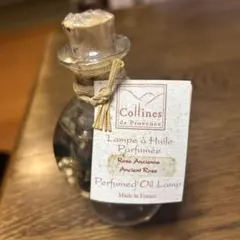 Collines
de Provence
Lampe à Huile
Parfumée
Rose Ancienne
Ancient Rose
Perfumed Oil Lamp
Made in France